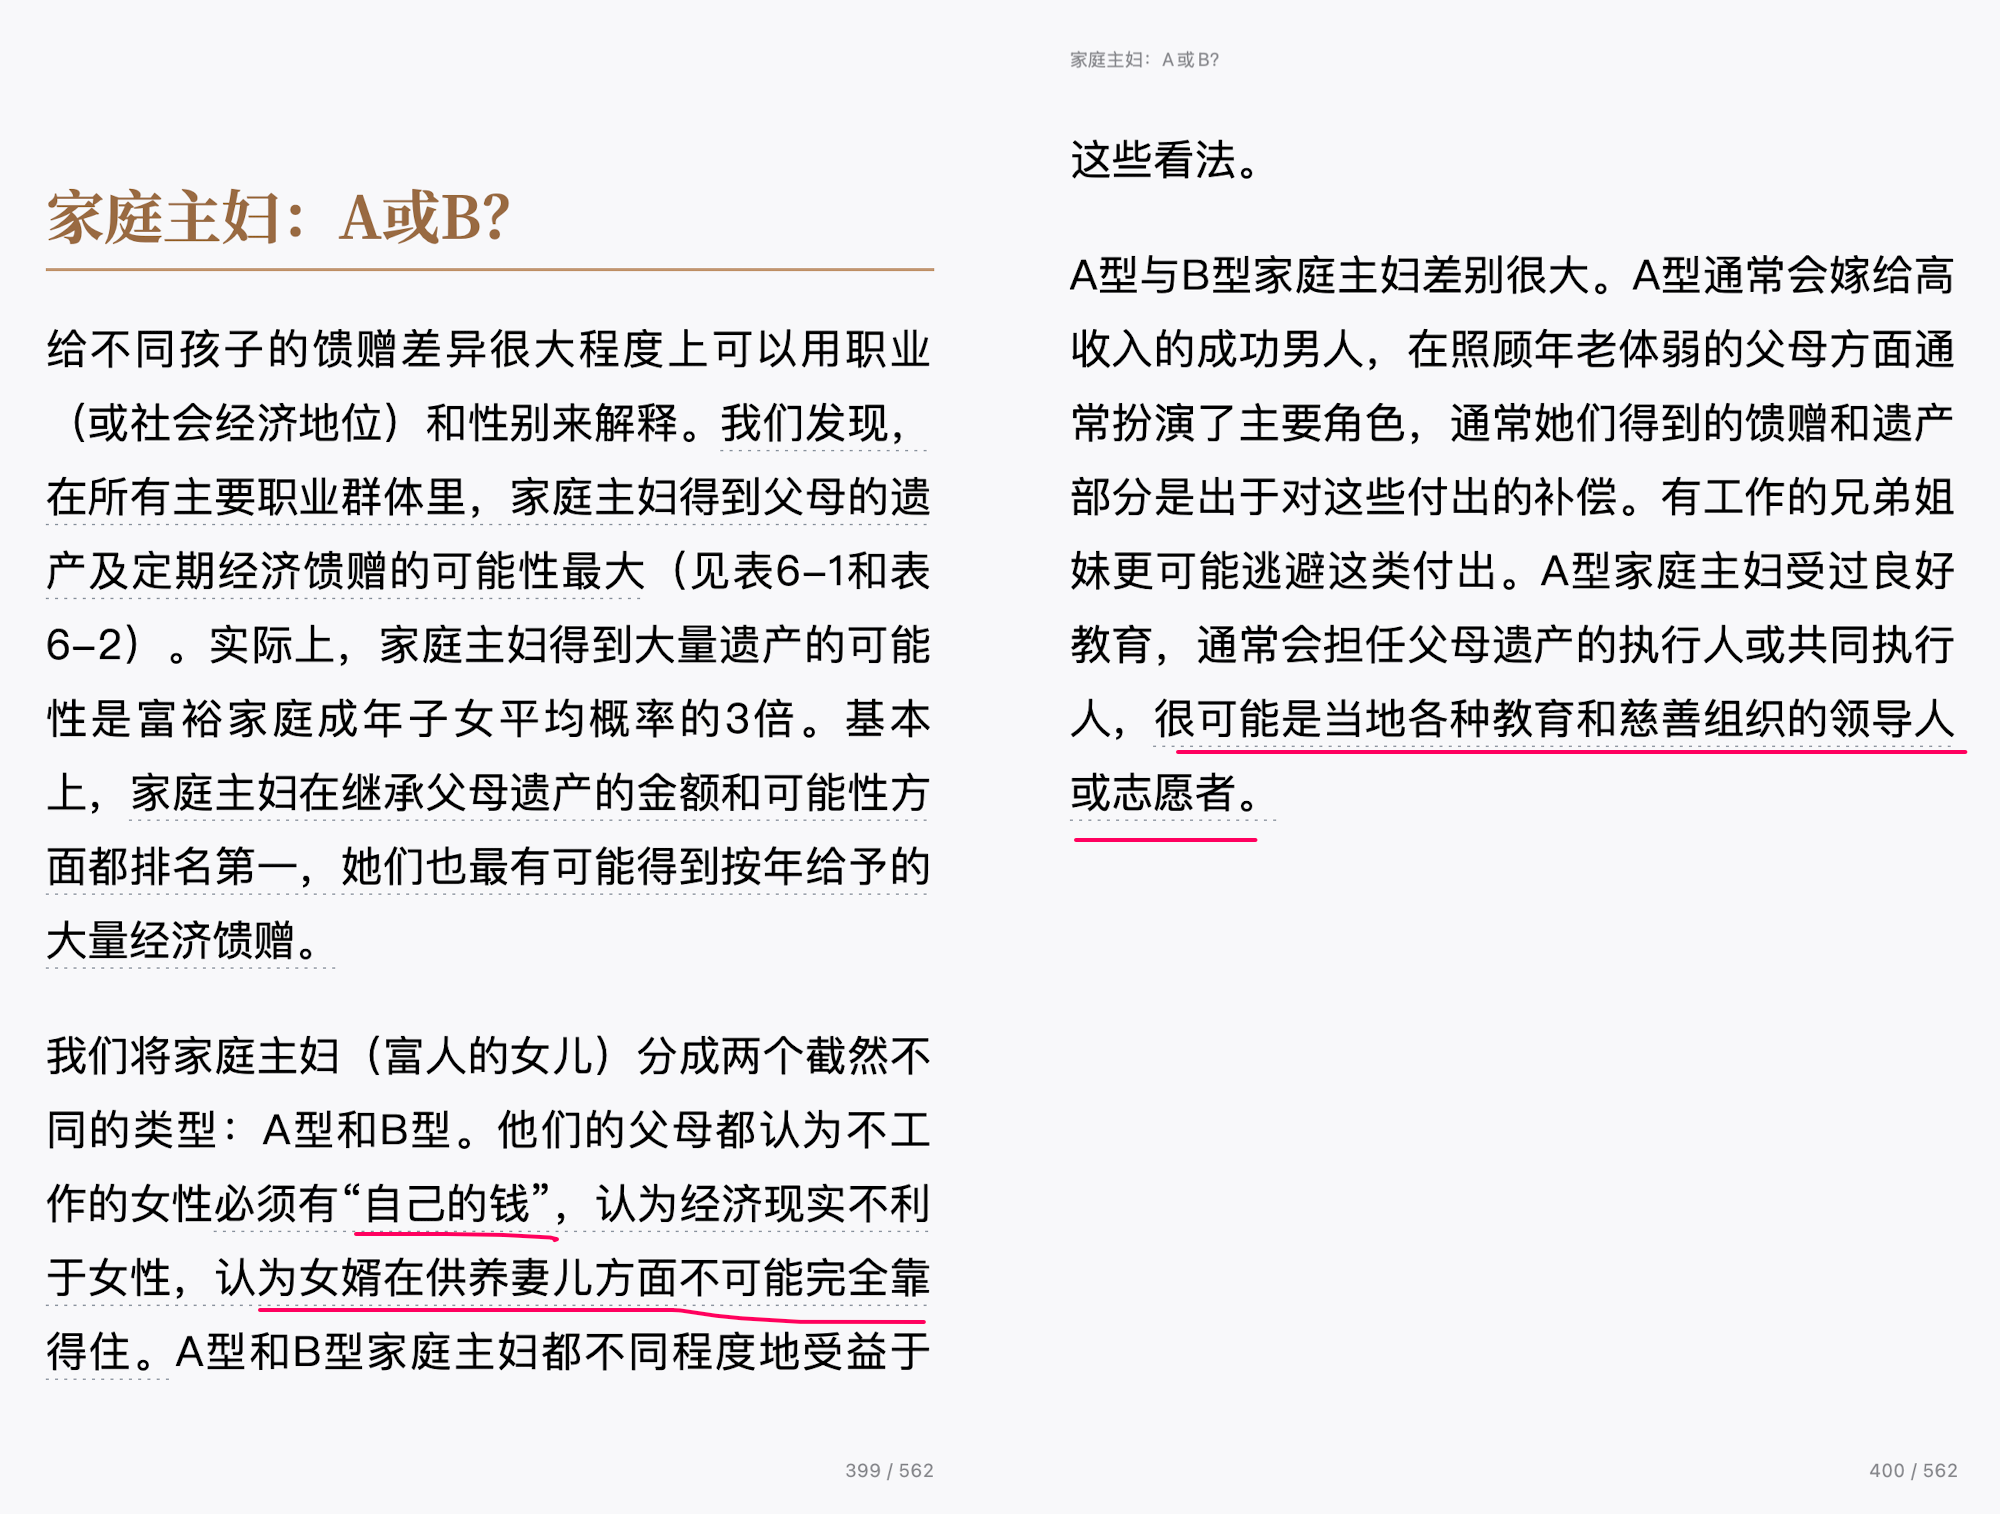 家庭主妇：A或B？
给不同孩子的馈赠差异很大程度上可以用职业
（或社会经济地位）和性别来解释。我们发现，
在所有主要职业群体里，家庭主妇得到父母的遗
产及定期经济馈赠的可能性最大（见表6–1和表
6–2）。实际上，家庭主妇得到大量遗产的可能
性是富裕家庭成年子女平均概率的3倍。基本
上，家庭主妇在继承父母遗产的金额和可能性方
面都排名第一，她们也最有可能得到按年给予的
大量经济馈赠。
我们将家庭主妇（富人的女儿）分成两个截然不
同的类型：A型和B型。他们的父母都认为不工
作的女性必须有“自己的钱”，认为经济现实不利
于女性，认为女婿在供养妻儿方面不可能完全靠
得住。A型和B型家庭主妇都不同程度地受益于
399 / 562
家庭主妇：A或B？
这些看法。
A型与B型家庭主妇差别很大。A型通常会嫁给高
收入的成功男人，在照顾年老体弱的父母方面通
常扮演了主要角色，通常她们得到的馈赠和遗产
部分是出于对这些付出的补偿。有工作的兄弟姐
妹更可能逃避这类付出。A型家庭主妇受过良好
教育，通常会担任父母遗产的执行人或共同执行
人，很可能是当地各种教育和慈善组织的领导人
或志愿者。
400 / 562